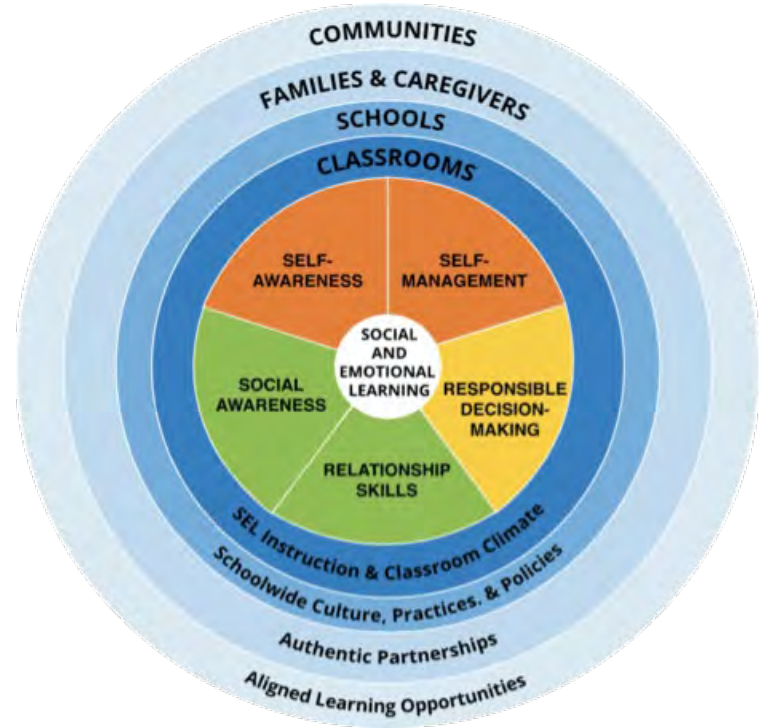 COMMUNITIES
FAMILIES & CAREGIVERS
SCHOOLS
CLASSROOMS
SELF-
AWARENESS
SELF-
MANAGEMENT
SOCIAL
AND
EMOTIONAL
LEARNING
SOCIAL
AWARENESS
RESPONSIBLE
DECISION-
MAKING
RELATIONSHIP
SKILLS
SEL Instruction & Classroom Climate
Schoolwide Culture, Practices, & Policies
Authentic Partnerships
Aligned Learning Opportunities